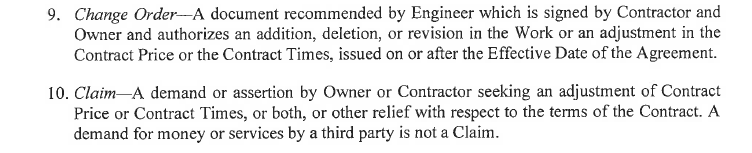 9. Change Order—A document recommended by Engineer which is signed by Contractor and
Owner and authorizes an addition, deletion, or revision in the Work or an adjustment in the
Contract Price or the Contract Times, issued on or after the Effective Date of the Agreement.
10. Claim—A demand or assertion by Owner or Contractor seeking an adjustment of Contract
Price or Contract Times, or both, or other relief with respect to the terms of the Contract. A
demand for money or services by a third party is not a Claim.